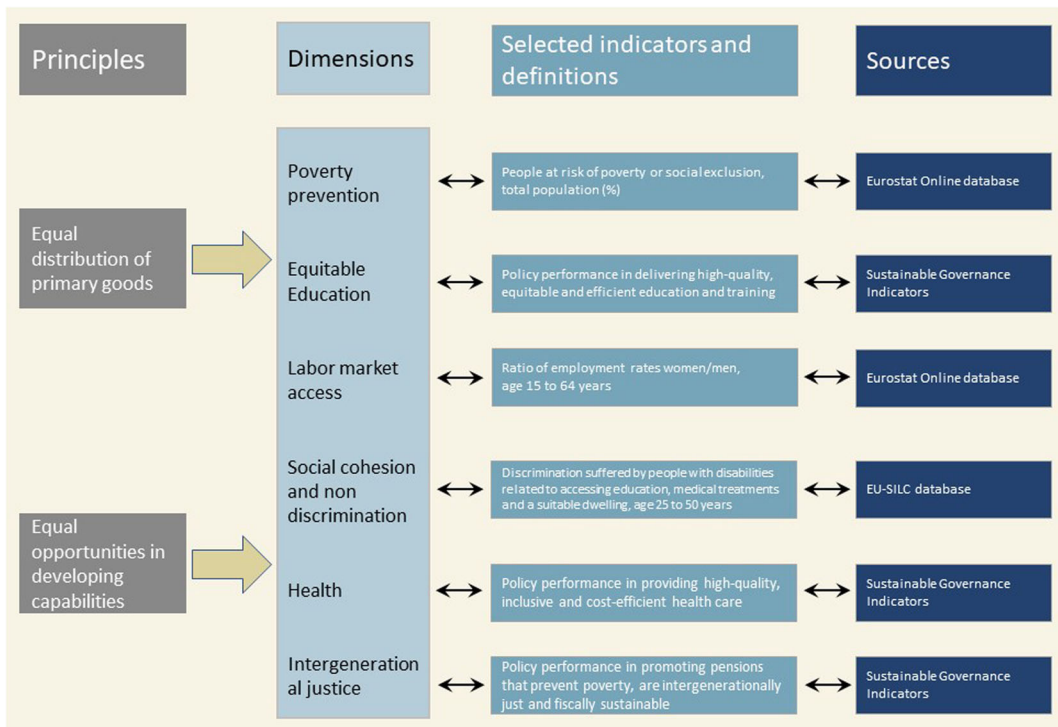 Principles
Dimensions
Selected indicators and
definitions
Sources
Equal
distribution of
primary goods
Equal
opportunities in
developing
capabilities
Poverty
prevention
People at risk of poverty or social exclusion,
total population (%)
Eurostat Online database
Equitable
Education
Policy performance in delivering high-quality,
equitable and efficient education and training
Sustainable Governance
Indicators
Labor market
access
Ratio of employment rates women/men,
age 15 to 64 years
Eurostat Online database
Social cohesion
and non
discrimination
Discrimination suffered by people with disabilities
related to accessing education, medical treatments
and a suitable dwelling, age 25 to 50 years
EU-SILC database
Health
Policy performance in providing high-quality,
inclusive and cost-efficient health care
Sustainable Governance
Indicators
Intergeneration
al justice
Policy performance in promoting pensions
that prevent poverty, are intergenerationally
just and fiscally sustainable
Sustainable Governance
Indicators